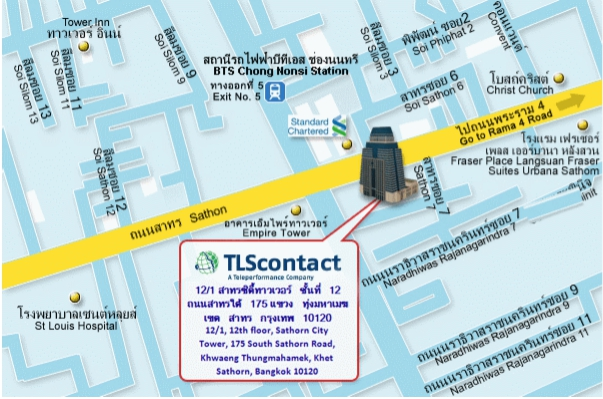 Tower Inn
ทาวเวอร์ อินน์
สีลมซอย 13
Soi Silom 13
สีลมซอย 11
Soi Silom 11
สีลมซอย 9
Soi Silom 9
สถานีรถไฟฟ้าบีทีเอส ช่องนนทรี
BTS Chong Nonsi Station
ทางออกที่ 5
Exit No. 5
สีลมซอย 3
Soi Silom 3
พิพัฒน์ ซอย2
Soi Phiphat 2
คอนแวนต์
Convent
สาทรซอย 6
Soi Sathon 6
โบสถ์คริสต์
Christ Church
Standard
Chartered
ไปถนนพระราม 4
Go to Rama 4 Road
โรงแรม เฟรเซอร์
เพลส เออร์บานา หลังสวน
Fraser Place Langsuan Fraser
Suites Urbana Sathom
สาทรซอย 7
Sathon 7
สีลมซอย 12
Soi Sathon 12
ถนนสาทร Sathon
อาคารเอ็มไพร์ทาวเวอร์
Empire Tower
TLScontact
A Teleperformance Company
12/1 สาทรซิตี้ทาวเวอร์ ชั้นที่ 12
ถนนสาทรใต้ 175 แขวง ทุ่งมหาเมฆ
เขต สาทร กรุงเทพ 10120
12/1, 12th floor, Sathorn City
Tower, 175 South Sathorn Road,
Khwaeng Thungmahamek, Khet
Sathorn, Bangkok 10120
โรงพยาบาลเซนต์หลุยส์
St Louis Hospital
ถนนนราธิวาสราชนครินทร์ซอย 7
Naradhiwas Rajanagarindra 7
ถนนนราธิวาสราชนครินทร์ซอย 9
Naradhiwas Rajanagarindra 9
ถนนนราธิวาสราชนครินทร์ซอย 11
Naradhiwas Rajanagarindra 11